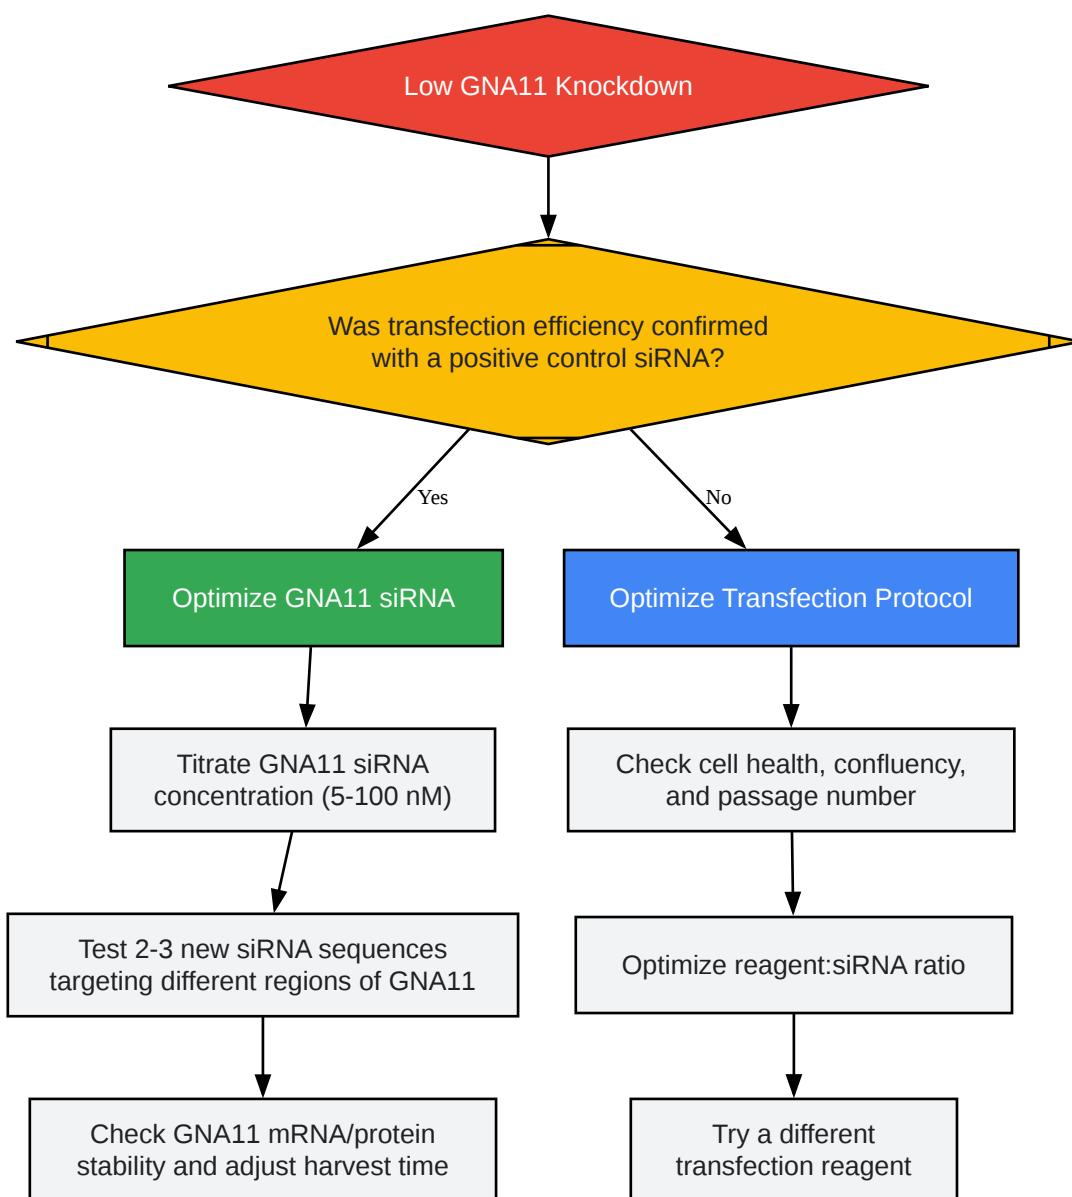 Low GNA11 Knockdown
Was transfection efficiency confirmed
with a positive control siRNA?
Yes
No
Optimize GNA11 siRNA
Optimize Transfection Protocol
Titrate GNA11 siRNA
concentration (5-100 nM)
Check cell health, confluency,
and passage number
Test 2-3 new siRNA sequences
targeting different regions of GNA11
Optimize reagent:siRNA ratio
Check GNA11 mRNA/protein
stability and adjust harvest time
Try a different
transfection reagent